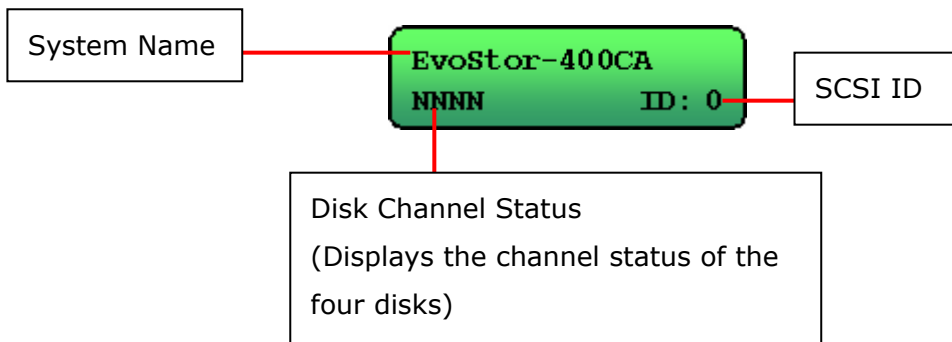 System Name
EvoStor-400CA
NNNN ID: 0
SCSI ID
Disk Channel Status
(Displays the channel status of the
four disks)